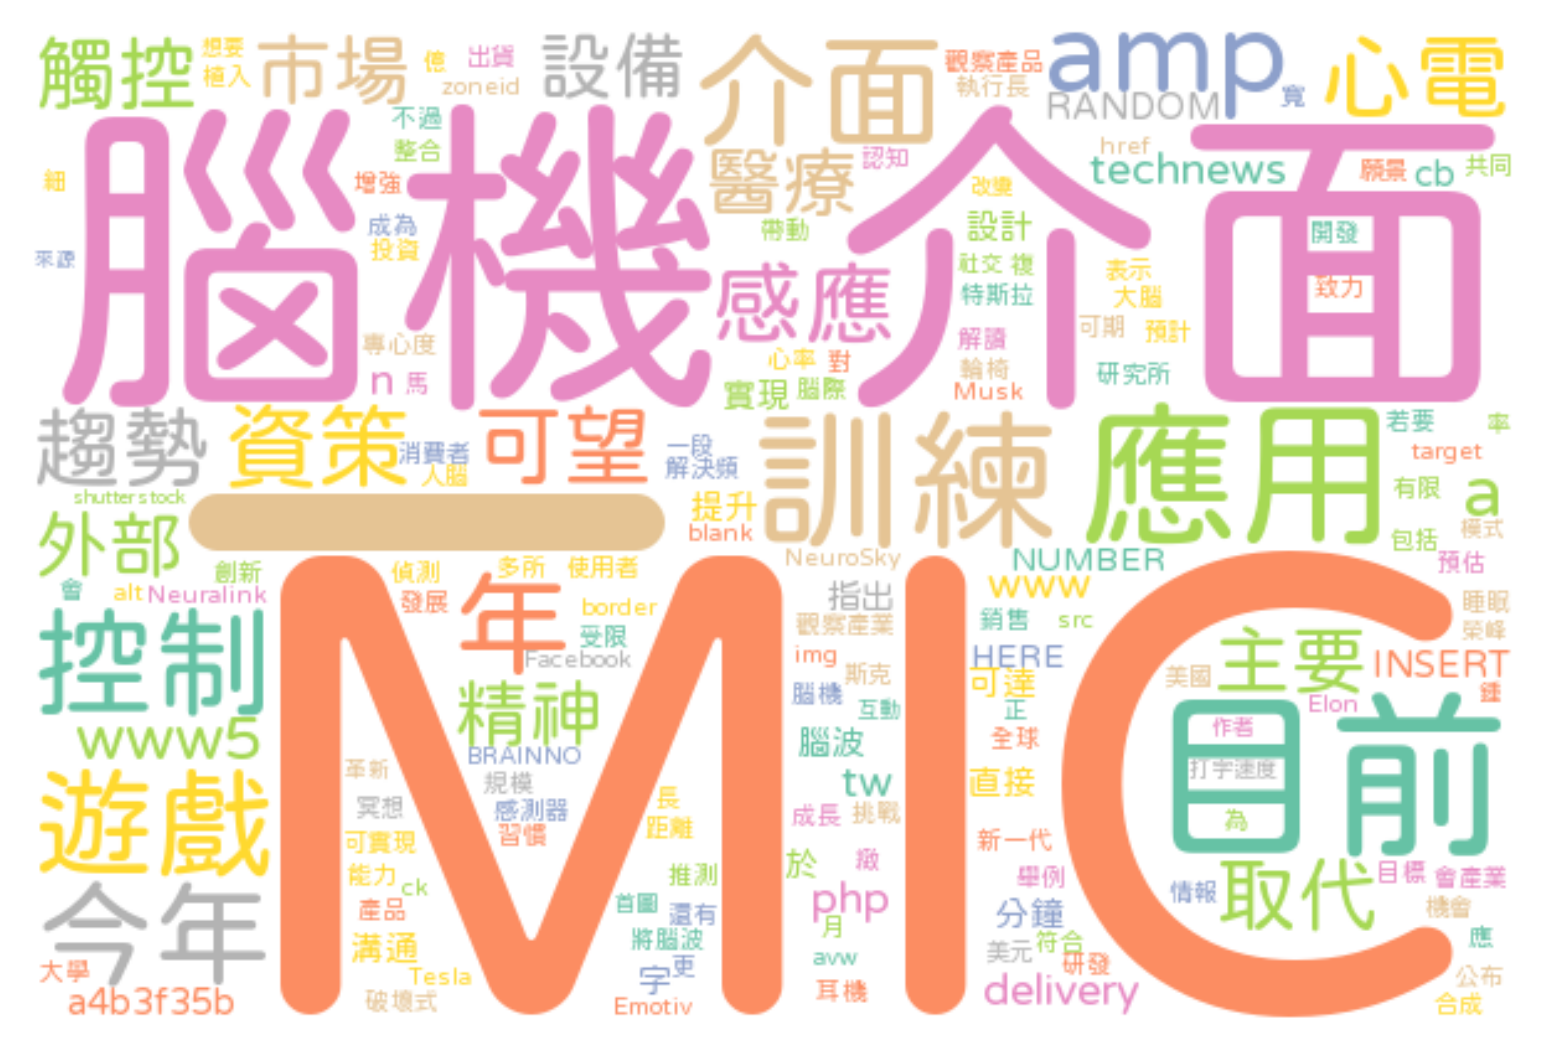 觸控 想要 市場 億 出貨 設備 介面 觀察產品 amp 心電
植入 zoneid 執行長 RANDOM 寬
腦機介面
不過 醫療 認知 href technews 願景 cb 共同
細 增強 整合 改變
成為 帶動 設計 開發
來源 投資 感應 社交 複 表示
特斯拉 大腦 致力
專心度 解讀 可期 預計
n 馬 心率 對 輪椅 研究所
實現 腦際 Musk
趨勢 資策 消費者 可望 一段 訓練 應用 若要 率
人腦 解決頻 target
shutterstock 一 提升 有限 a
外部 blank 包括 模式
MIC
會 創新 偵測 多所 使用者 NeuroSky NUMBER 預估
alt Neuralink 發展 年 border 指出 www 睡眠
受限 觀察產業 銷售 src 榮峰
控制 Facebook img 斯克 HERE 美國 主要 INSERT
精神 腦機 互動 可達 正 Elon 鍾
www5 BRAINNO 腦波 全球 目前 作者
革新 規模 tw 直接 打字速度
遊戲 冥想 感測器 長 成長 挑戰 為
可實現 習慣 距離 新一代
能力 ck 推測 於 緻 舉例 取代 目標 會產業
今年 產品 首圖 還有 php 分鐘 情報 機會
溝通 將腦波 月 美元 符合 應
大學 Tesla 字 更 avw 研發 公布
a4b3f35b 破壞式 Emotiv 耳機 delivery 合成